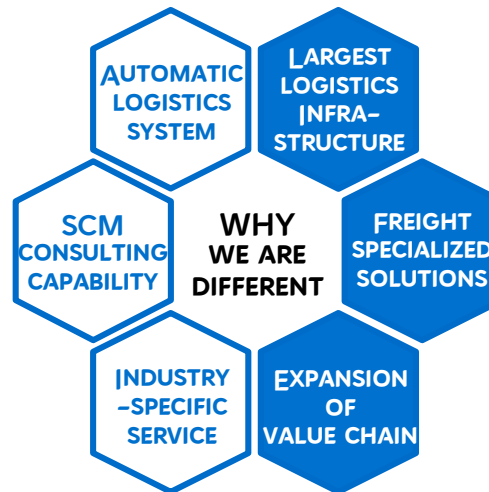 Automatic
logistics
system
Largest
logistics
Infra-
structure
SCM
consulting
capability
WHY
we are
different
Freight
specialized
solutions
Industry
-specific
service
Expansion
of
value chain